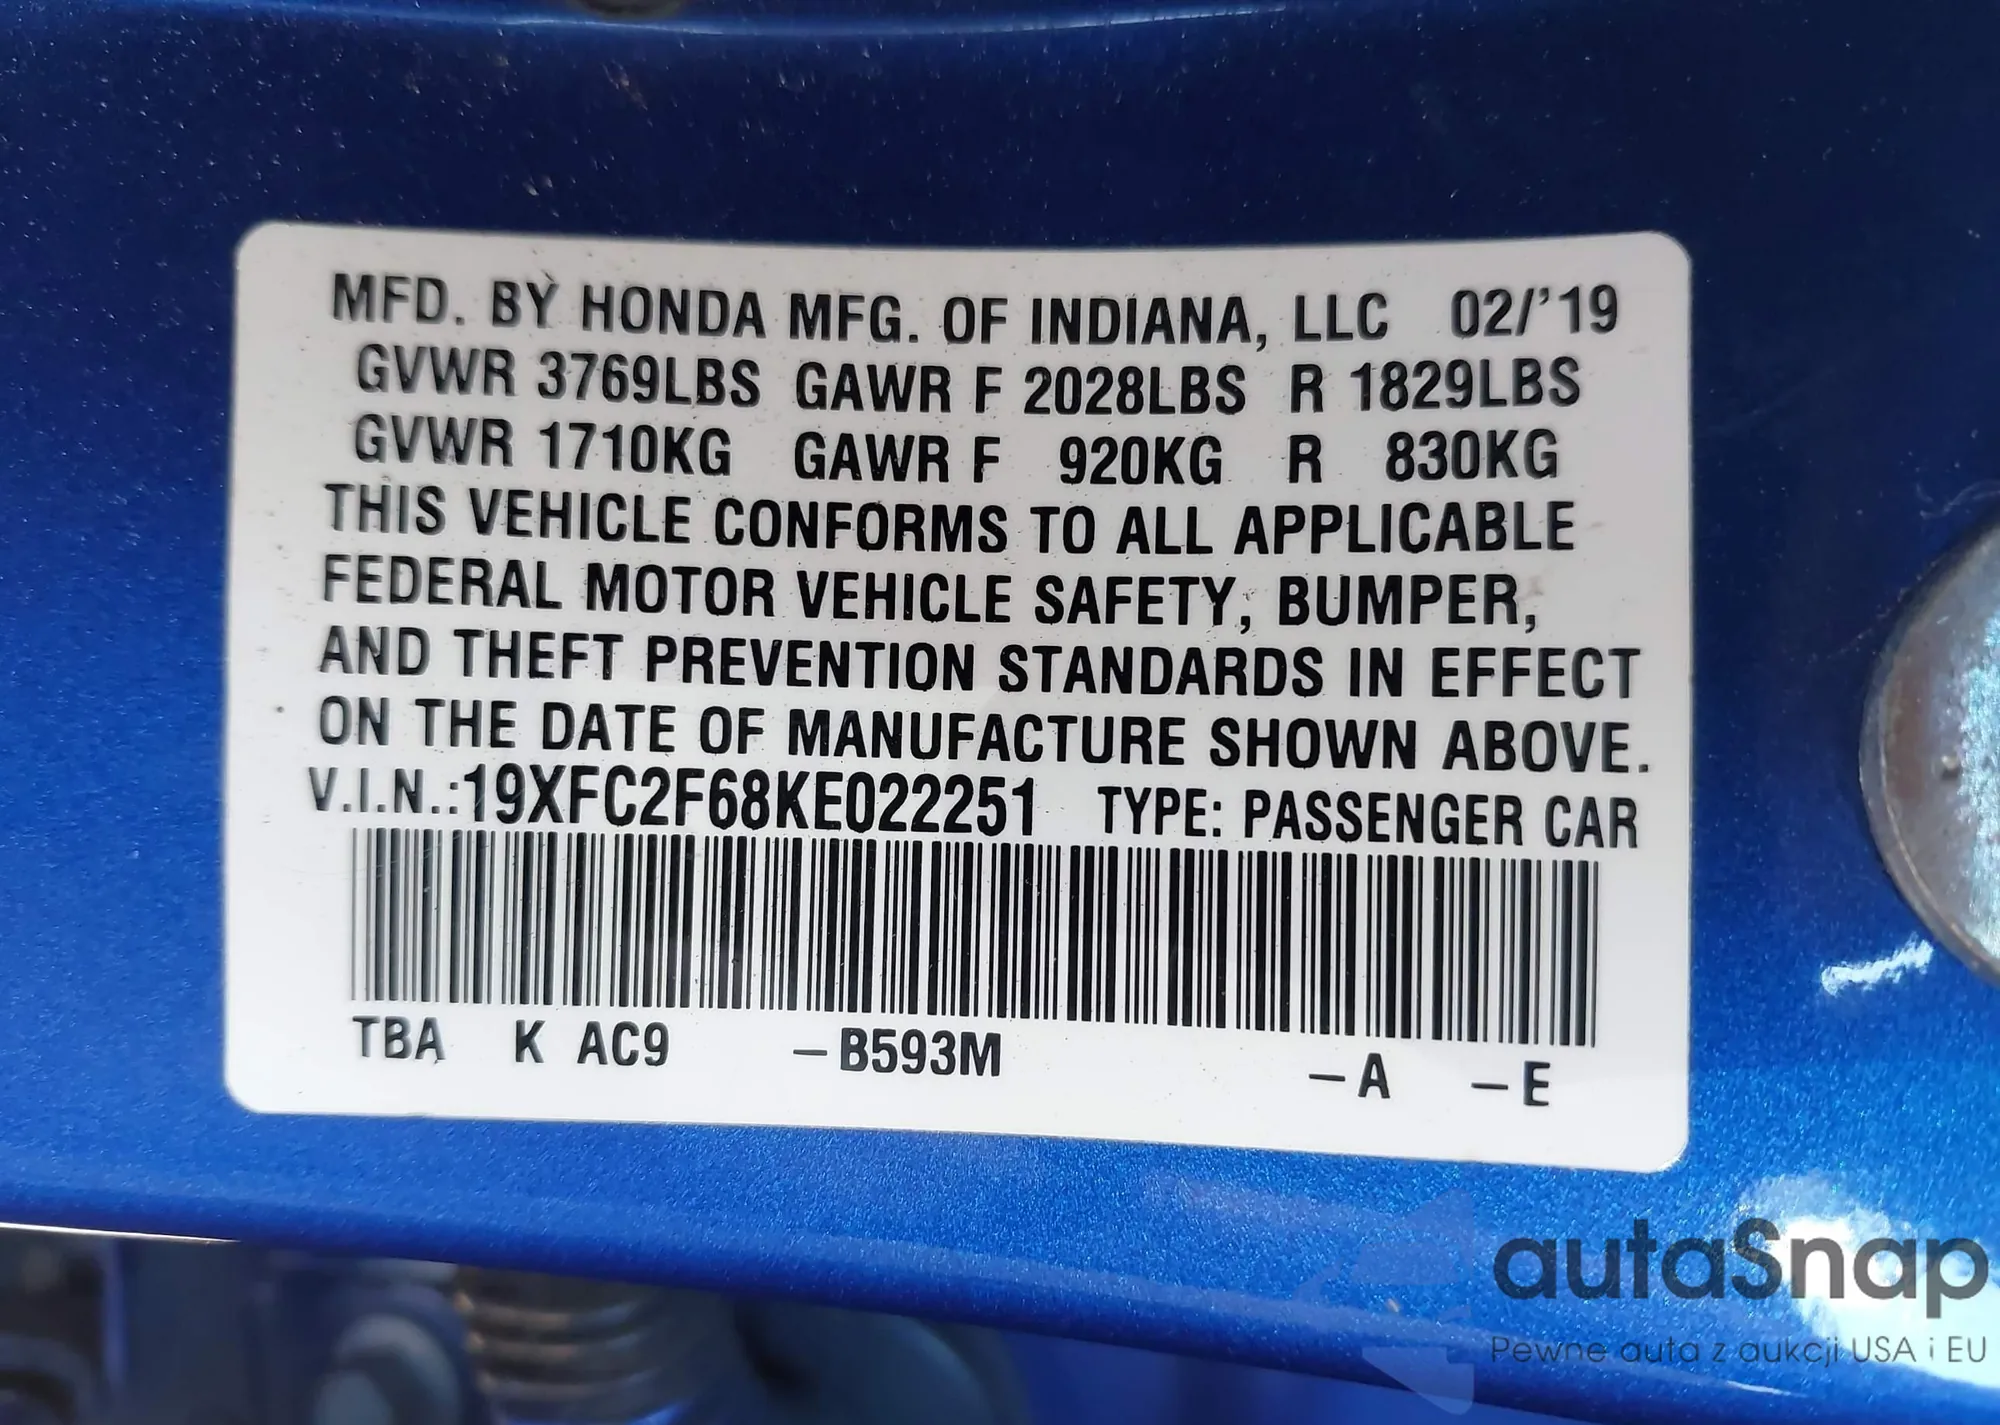 MFD. BY HONDA MFG. OF INDIANA, LLC 02/'19
GVWR 3769LBS GAWR F 2028LBS R 1829LBS
GVWR 1710KG GAWR F 920KG R 830KG
THIS VEHICLE CONFORMS TO ALL APPLICABLE
FEDERAL MOTOR VEHICLE SAFETY, BUMPER,
AND THEFT PREVENTION STANDARDS IN EFFECT
ON THE DATE OF MANUFACTURE SHOWN ABOVE.
V.I.N.:19XFC2F68KE022251 TYPE: PASSENGER CAR
TBA K AC9 –B593M –A –E
autaSnap
Pewne auta z aukcji USA i EU